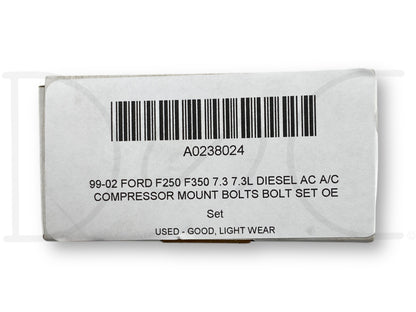 A0238024
99-02 FORD F250 F350 7.3 7.3L DIESEL AC A/C
COMPRESSOR MOUNT BOLTS BOLT SET OE
Set
USED - GOOD, LIGHT WEAR